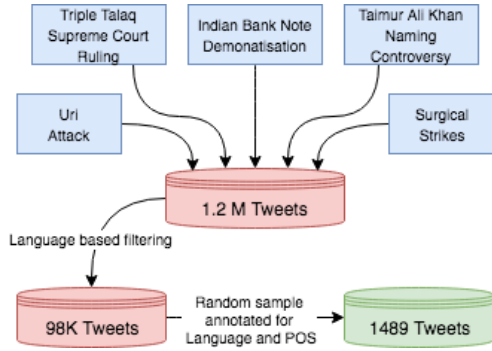 Triple Talaq
Supreme Court
Ruling
Indian Bank Note
Demonatisation
Taimur Ali Khan
Naming
Controversy
Uri
Attack
Surgical
Strikes
1.2 M Tweets
Language based filtering
98K Tweets
Random sample
annotated for
Language and POS
1489 Tweets